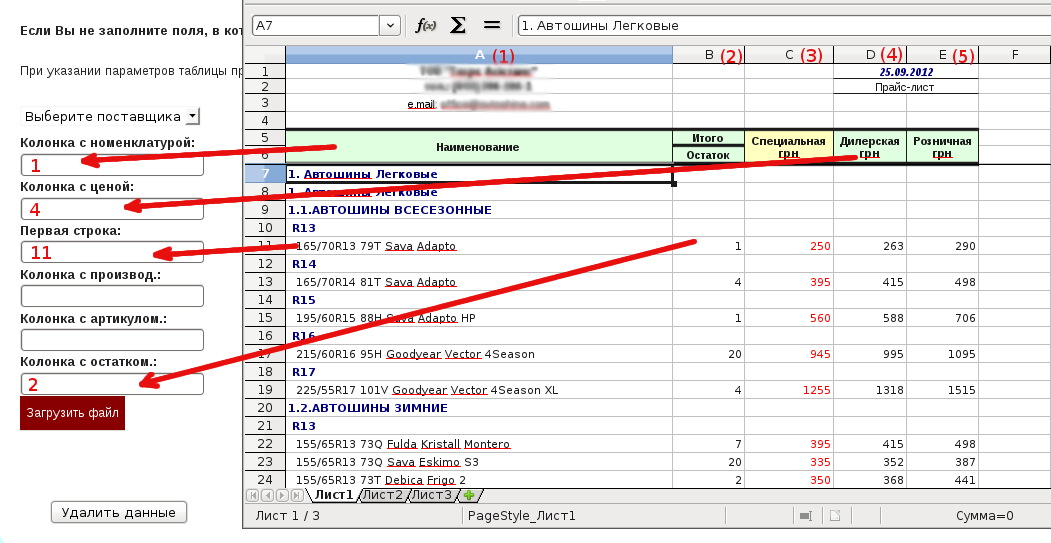 Если Вы не заполните поля, в кот
При указании параметров таблицы пр
Выберите поставщика
Колонка с номенклатурой:
1
Колонка с ценой:
4
Первая строка:
11
Колонка с производ.:
Колонка с артикулом.:
Колонка с остатком.:
2
Загрузить файл
Удалить данные
A7 f(x) Σ = 1. Автошины Легковые
A (1) B (2) C (3) D (4) E (5) F
1 25.09.2012
2 Прайс-лист
3 e.mail:
4
5 Наименование Итого Специальная грн Дилерская грн Розничная грн
6 Остаток
7 1. Автошины Легковые
8 1. Автошины Легковые
9 1.1.АВТОШИНЫ ВСЕСЕЗОННЫЕ
10 R13
11 165/70R13 79T Sava Adapto 1 250 263 290
12 R14
13 165/70R14 81T Sava Adapto 4 395 415 498
14 R15
15 195/60R15 88H Sava Adapto HP 1 560 588 706
16 R16
17 215/60R16 95H Goodyear Vector 4Season 20 945 995 1095
18 R17
19 225/55R17 101V Goodyear Vector 4Season XL 4 1255 1318 1515
20 1.2.АВТОШИНЫ ЗИМНИЕ
21 R13
22 155/65R13 73Q Fulda Kristall Montero 7 395 415 498
23 155/65R13 73Q Sava Eskimo S3 20 335 352 387
24 155/65R13 73T Debica Frigo 2 2 350 368 441
Лист1 Лист2 Лист3
Лист 1 / 3 PageStyle_Лист1 Сумма=0